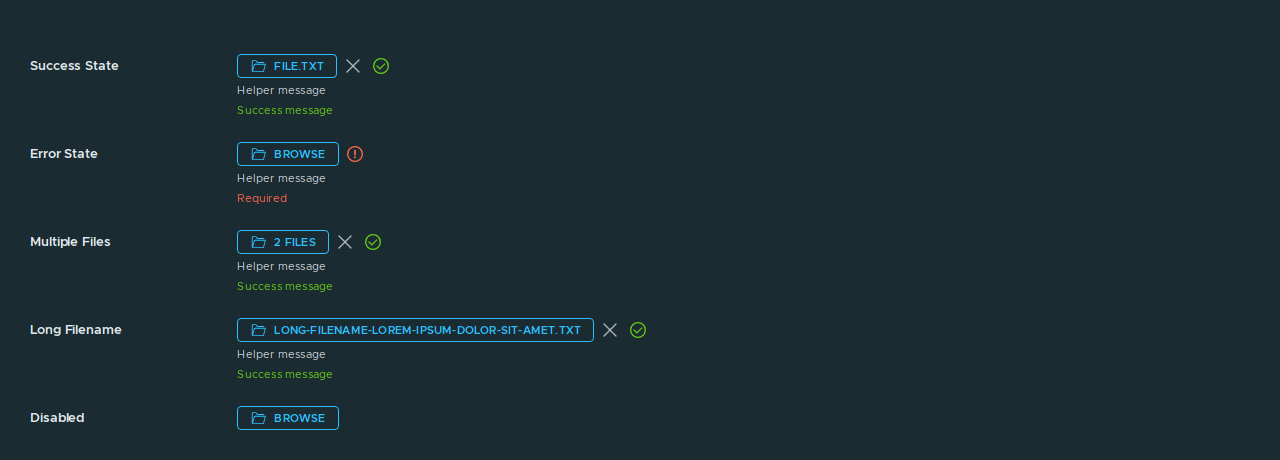 Success State
FILE.TXT
Helper message
Success message
Error State
BROWSE
Helper message
Required
Multiple Files
2 FILES
Helper message
Success message
Long Filename
LONG-FILENAME-LOREM-IPSUM-DOLOR-SIT-AMET.TXT
Helper message
Success message
Disabled
BROWSE